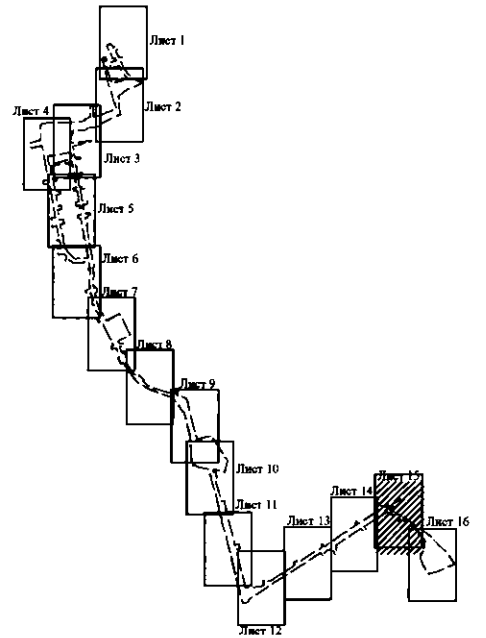 Лист 1
Лист 2
Лист 4
Лист 3
Лист 5
Лист 6
Лист 7
Лист 8
Лист 9
Лист 10
Лист 15
Лист 14
Лист 11
Лист 13
Лист 16
Лист 12